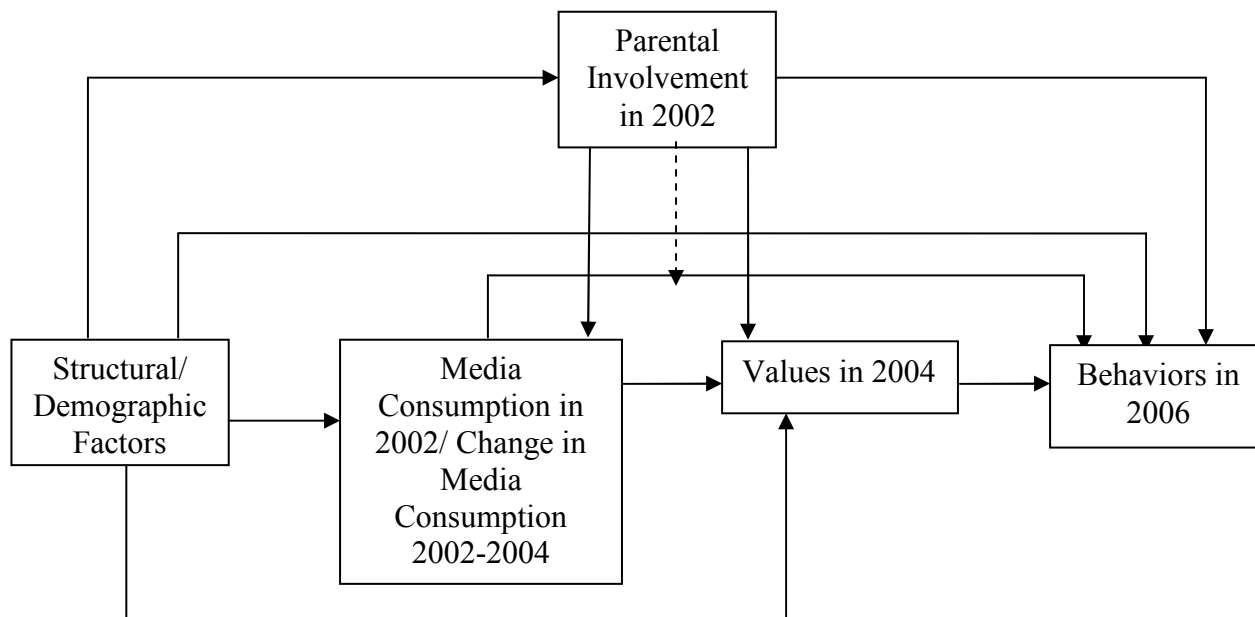 Parental
Involvement
in 2002
Structural/
Demographic
Factors
Media
Consumption in
2002/ Change in
Media
Consumption
2002-2004
Values in 2004
Behaviors in
2006